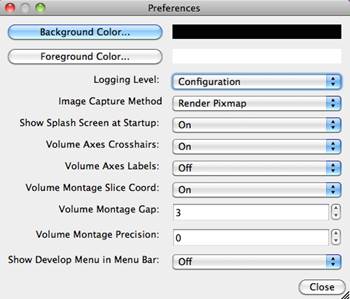 Preferences
Background Color...
Foreground Color...
Logging Level: Configuration
Image Capture Method Render Pixmap
Show Splash Screen at Startup: On
Volume Axes Crosshairs: On
Volume Axes Labels: Off
Volume Montage Slice Coord: On
Volume Montage Gap: 3
Volume Montage Precision: 0
Show Develop Menu in Menu Bar: Off
Close